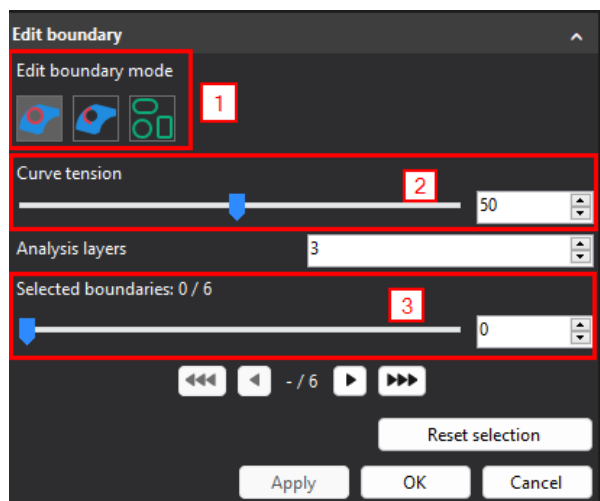 Edit boundary
Edit boundary mode
1
Curve tension
2
50
Analysis layers 3
Selected boundaries: 0 / 6
3
0
- / 6
Reset selection
Apply OK Cancel